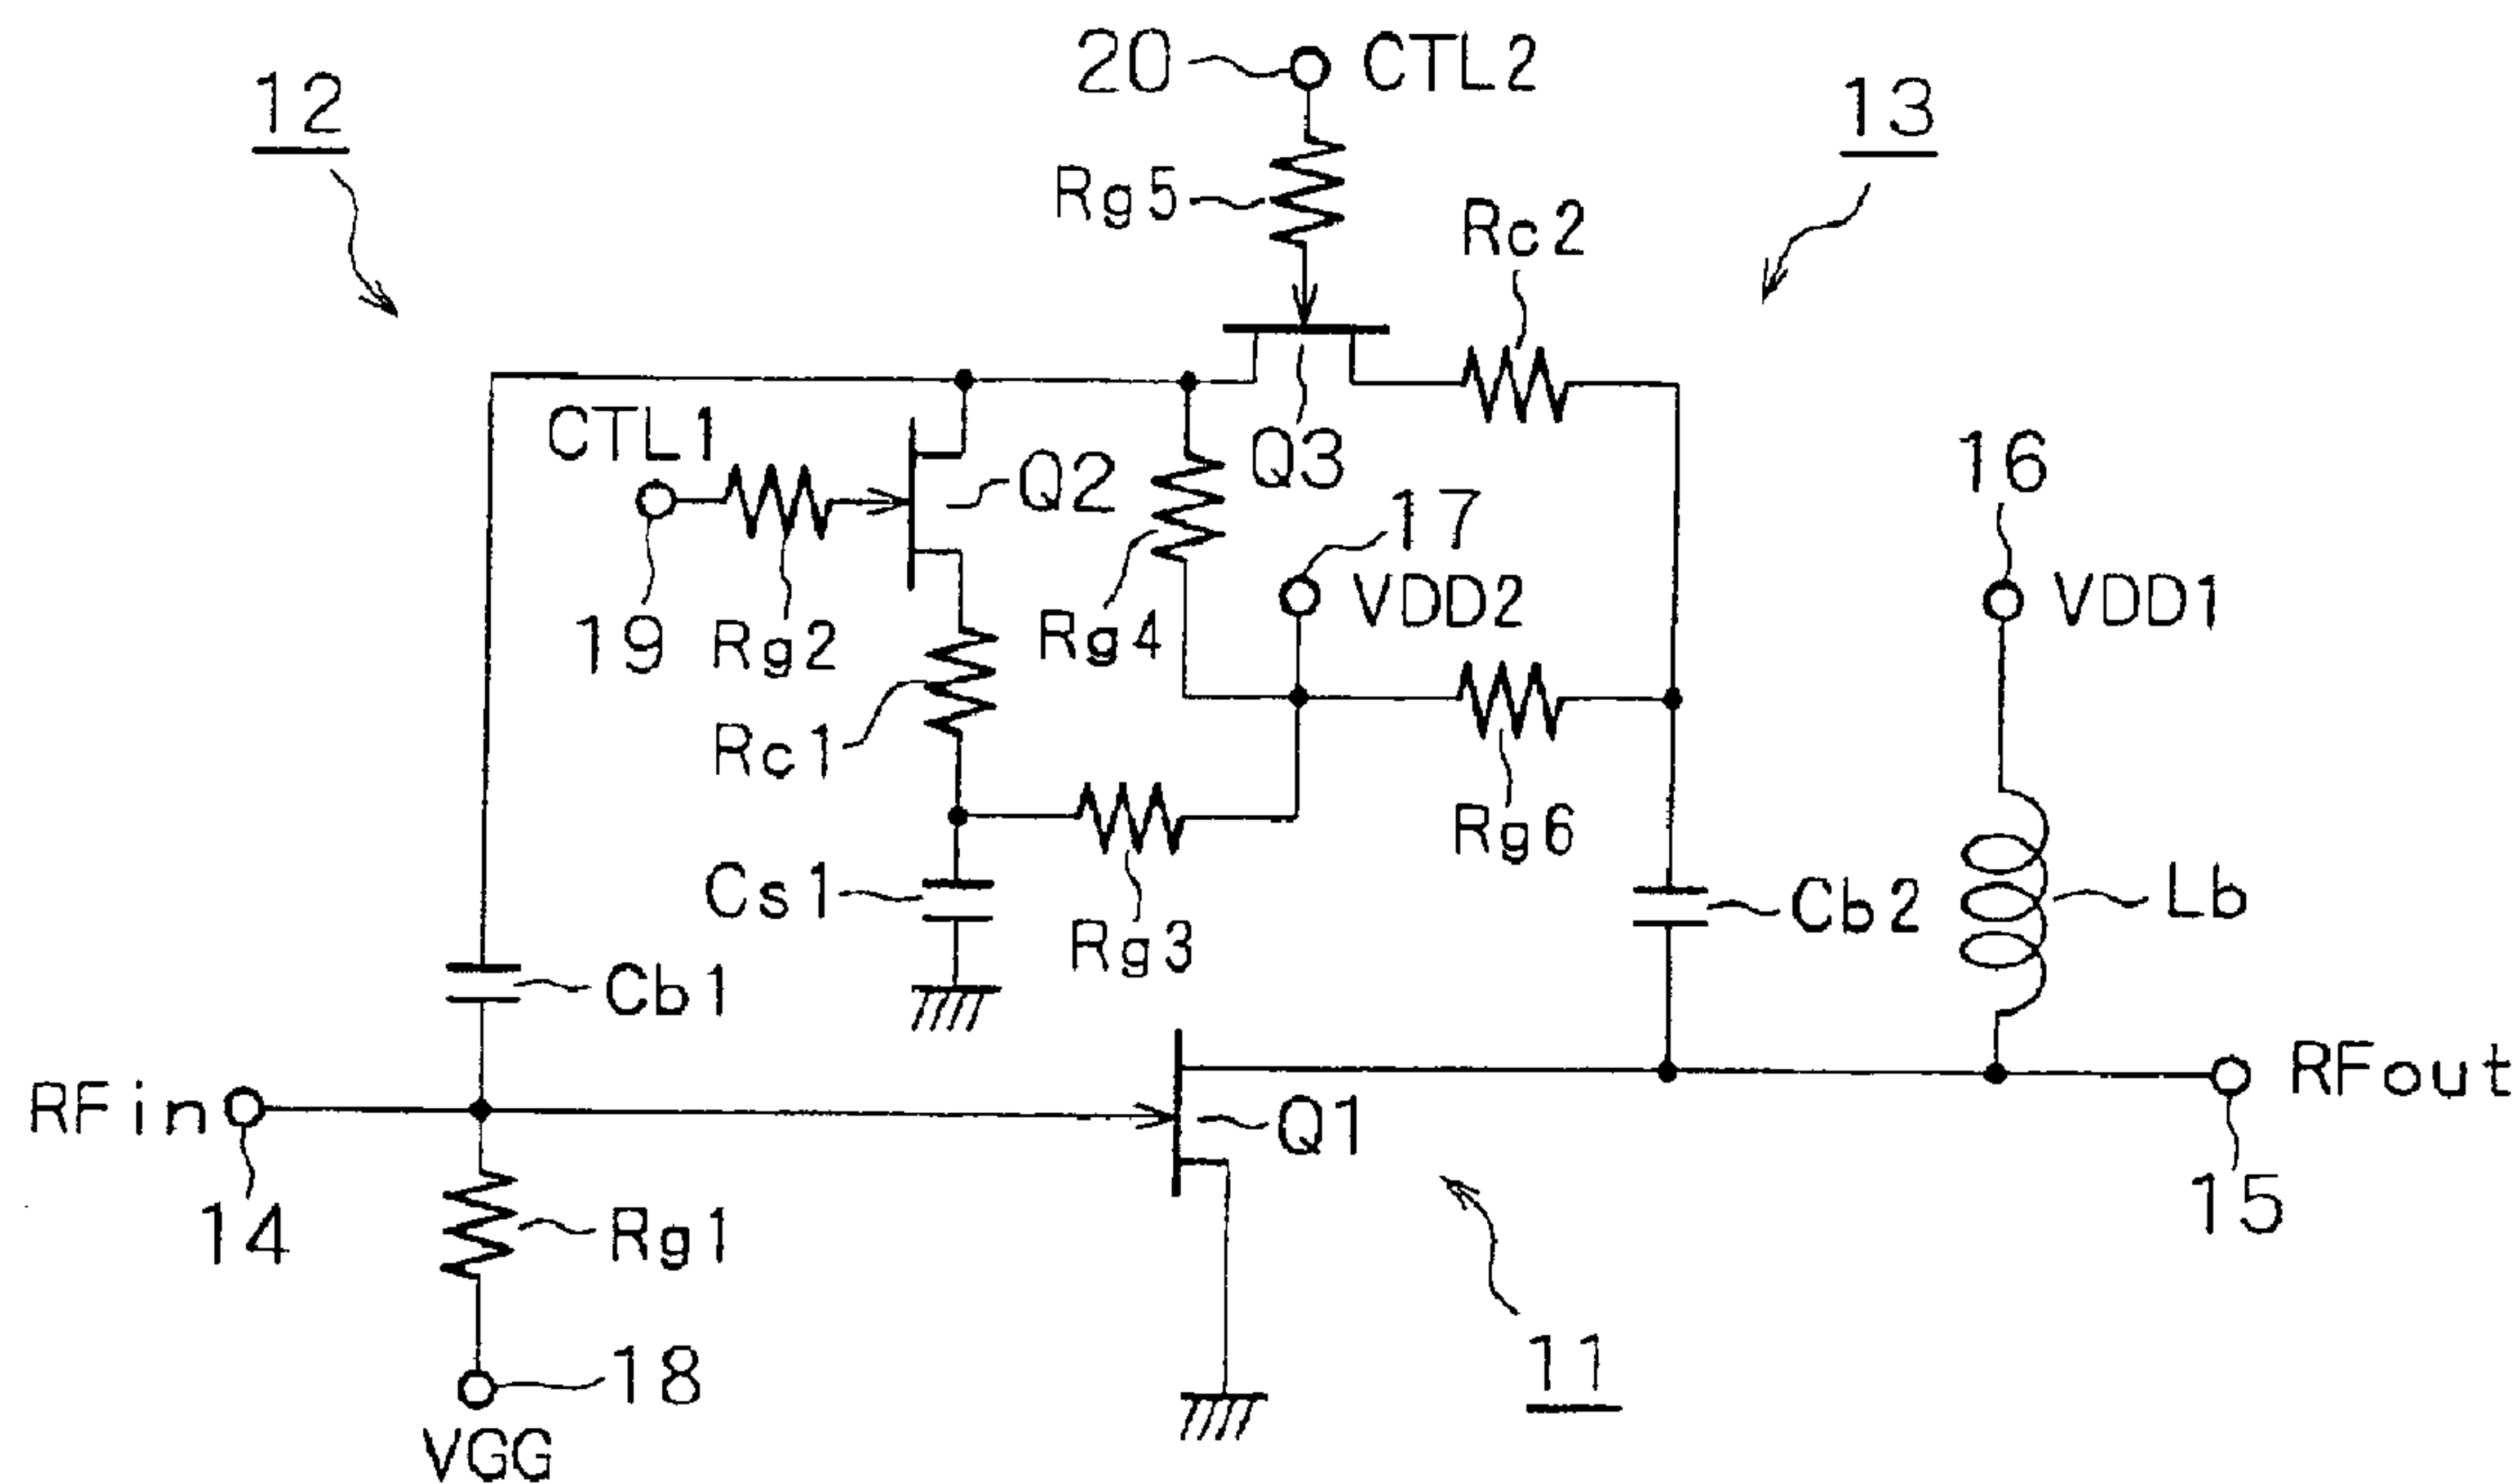 20
CTL2
12
13
Rg5
Rc2
CTL1
Q2
Q3
17
16
19
Rg2
Rg4
VDD2
VDD1
Rc1
Rg6
Cs1
Rg3
Cb2
Lb
Cb1
RFin
Q1
RFout
14
Rg1
15
18
11
VGG